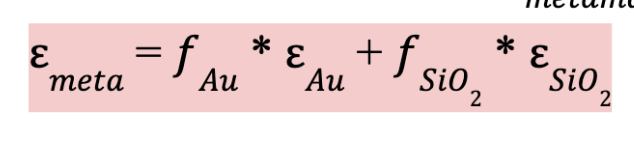 ε_meta = f_Au * ε_Au + f_SiO₂ * ε_SiO₂